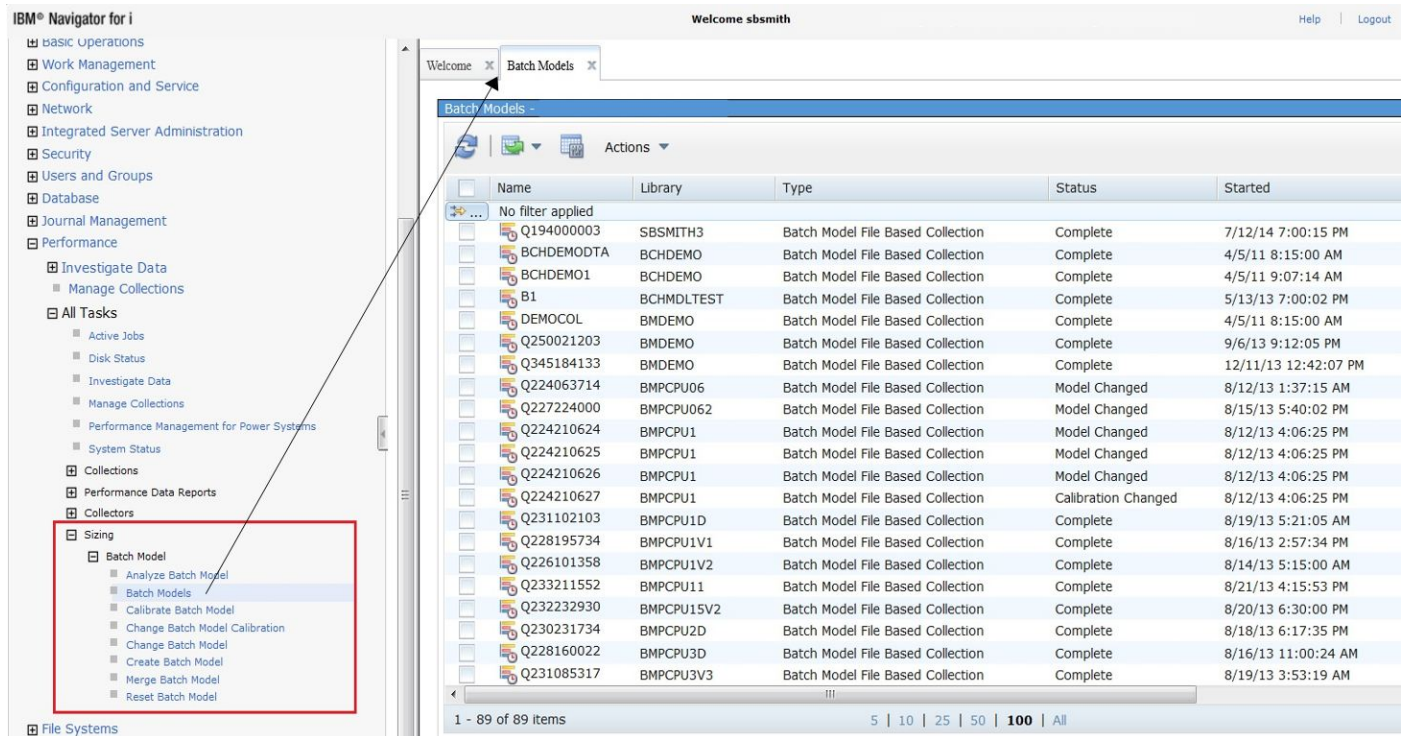 IBM® Navigator for i
Welcome sbsmith
Help | Logout
Basic Operations
Work Management
Configuration and Service
Network
Integrated Server Administration
Security
Users and Groups
Database
Journal Management
Performance
Investigate Data
Manage Collections
All Tasks
Active Jobs
Disk Status
Investigate Data
Manage Collections
Performance Management for Power Systems
System Status
Collections
Performance Data Reports
Collectors
Sizing
Batch Model
Analyze Batch Model
Batch Models
Calibrate Batch Model
Change Batch Model Calibration
Change Batch Model
Create Batch Model
Merge Batch Model
Reset Batch Model
File Systems
Welcome Batch Models
Batch Models -
Actions
Name Library Type Status Started
... No filter applied
Q194000003 SBSMITH3 Batch Model File Based Collection Complete 7/12/14 7:00:15 PM
BCHDEMODTA BCHDEMO Batch Model File Based Collection Complete 4/5/11 8:15:00 AM
BCHDEMO1 BCHDEMO Batch Model File Based Collection Complete 4/5/11 9:07:14 AM
B1 BCHMDLTEST Batch Model File Based Collection Complete 5/13/13 7:00:02 PM
DEMOCOL BMDEMO Batch Model File Based Collection Complete 4/5/11 8:15:00 AM
Q250021203 BMDEMO Batch Model File Based Collection Complete 9/6/13 9:12:05 PM
Q345184133 BMDEMO Batch Model File Based Collection Complete 12/11/13 12:42:07 PM
Q224063714 BMPCPU06 Batch Model File Based Collection Model Changed 8/12/13 1:37:15 AM
Q227224000 BMPCPU062 Batch Model File Based Collection Model Changed 8/15/13 5:40:02 PM
Q224210624 BMPCPU1 Batch Model File Based Collection Model Changed 8/12/13 4:06:25 PM
Q224210625 BMPCPU1 Batch Model File Based Collection Model Changed 8/12/13 4:06:25 PM
Q224210626 BMPCPU1 Batch Model File Based Collection Model Changed 8/12/13 4:06:25 PM
Q224210627 BMPCPU1 Batch Model File Based Collection Calibration Changed 8/12/13 4:06:25 PM
Q231102103 BMPCPU1D Batch Model File Based Collection Complete 8/19/13 5:21:05 AM
Q228195734 BMPCPU1V1 Batch Model File Based Collection Complete 8/16/13 2:57:34 PM
Q226101358 BMPCPU1V2 Batch Model File Based Collection Complete 8/14/13 5:15:00 AM
Q233211552 BMPCPU11 Batch Model File Based Collection Complete 8/21/13 4:15:53 PM
Q232232930 BMPCPU15V2 Batch Model File Based Collection Complete 8/20/13 6:30:00 PM
Q230231734 BMPCPU2D Batch Model File Based Collection Complete 8/18/13 6:17:35 PM
Q228160022 BMPCPU3D Batch Model File Based Collection Complete 8/16/13 11:00:24 AM
Q231085317 BMPCPU3V3 Batch Model File Based Collection Complete 8/19/13 3:53:19 AM
1 - 89 of 89 items 5 | 10 | 25 | 50 | 100 | All